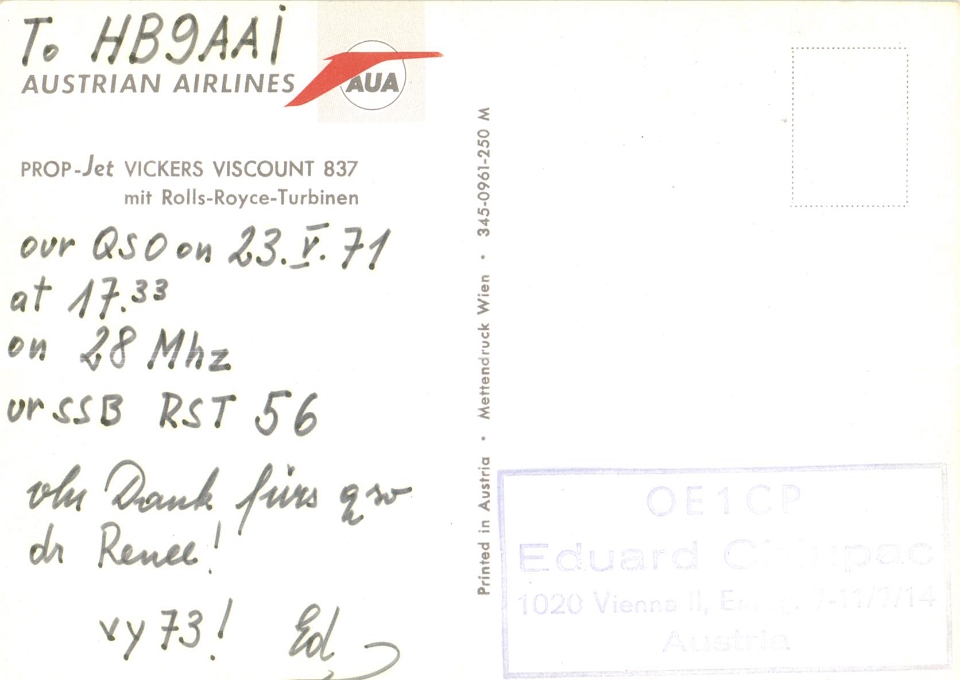 To HB9AAI
AUSTRIAN AIRLINES AUA
PROP-Jet VICKERS VISCOUNT 837
mit Rolls-Royce-Turbinen
our QSO on 23.V.71
at 17.33
on 28 Mhz
ur SSB RST 56
vln Dank fürs qso
dr Renee!
vy 73! Ed
Printed in Austria • Mettendruck Wien • 345-0961-250 M
OE1CP
Eduard
1020 Vienna II,
Austria